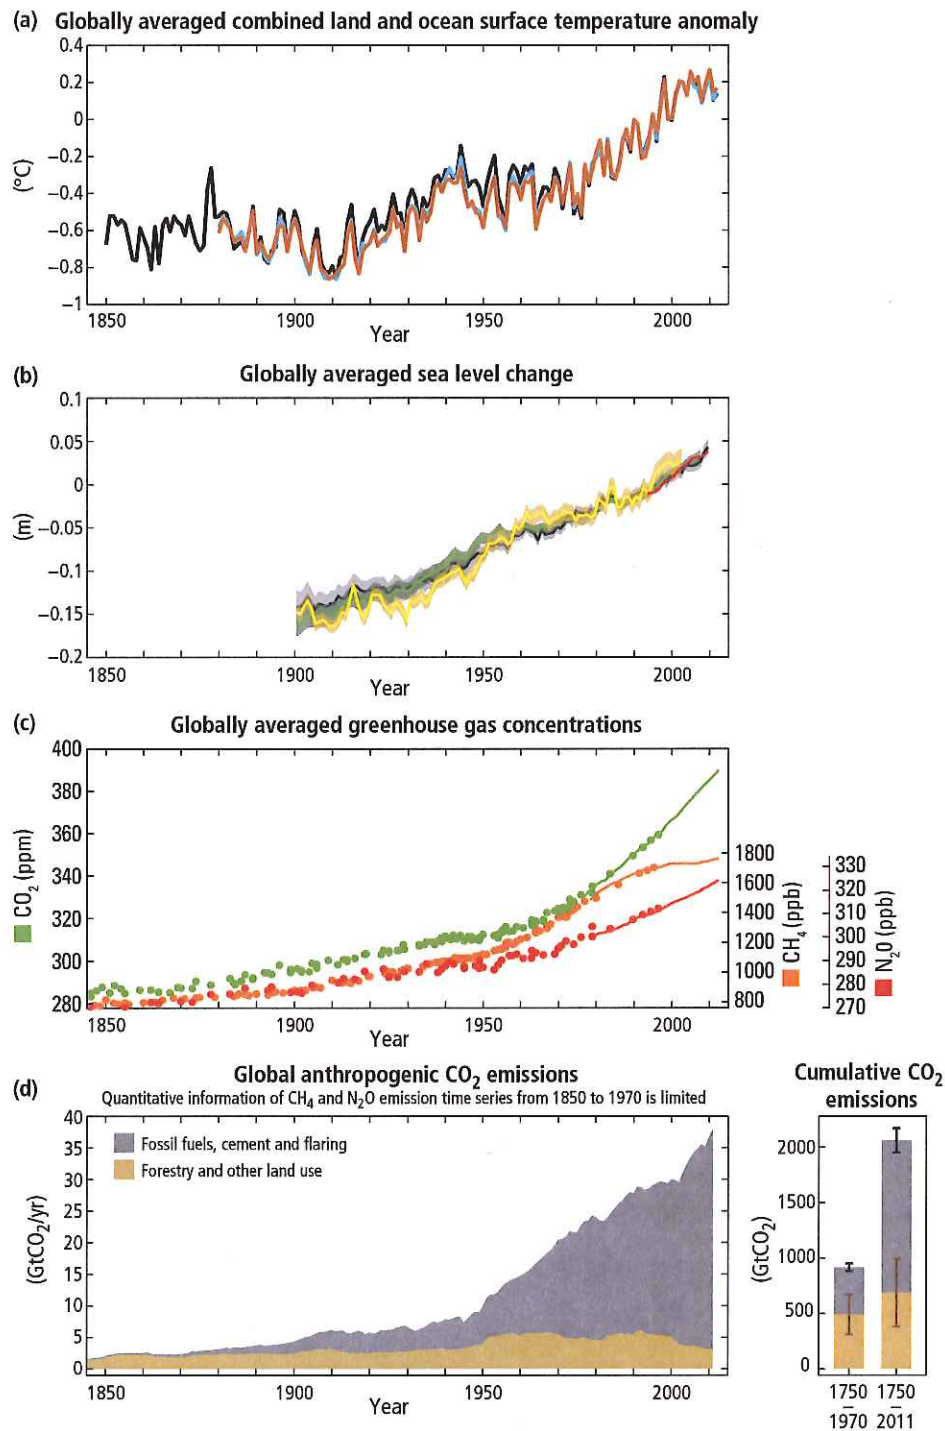 (a) Globally averaged combined land and ocean surface temperature anomaly
0.4
0.2
0
−0.2
−0.4
−0.6
−0.8
−1
(°C)
1850 1900 1950 2000
Year
(b) Globally averaged sea level change
0.1
0.05
0
−0.05
−0.1
−0.15
−0.2
(m)
1850 1900 1950 2000
Year
(c) Globally averaged greenhouse gas concentrations
400
380
360
340
320
300
280
CO2 (ppm)
1800
1600
1400
1200
1000
800
CH4 (ppb)
330
320
310
300
290
280
270
N2O (ppb)
1850 1900 1950 2000
Year
(d) Global anthropogenic CO2 emissions
Quantitative information of CH4 and N2O emission time series from 1850 to 1970 is limited
40
35
30
25
20
15
10
5
0
(GtCO2/yr)
Fossil fuels, cement and flaring
Forestry and other land use
1850 1900 1950 2000
Year
Cumulative CO2
emissions
2000
1500
1000
500
0
(GtCO2)
1750 1750
– –
1970 2011